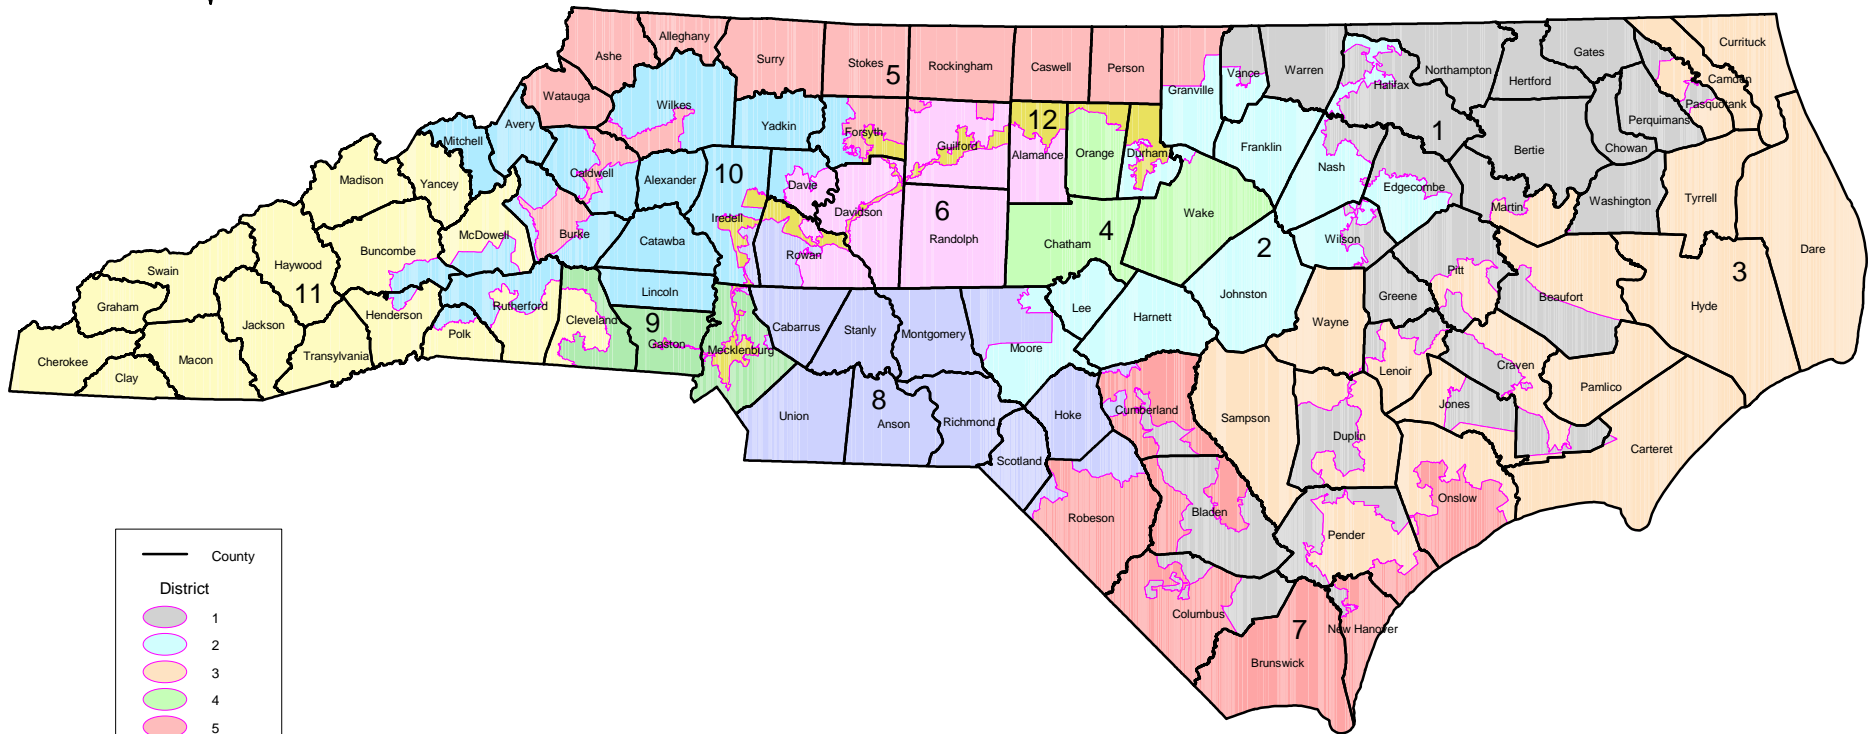 Ashe
Alleghany
Surry
Stokes
5
Rockingham
Caswell
Person
Granville
Vance
Warren
Halifax
Northampton
Hertford
Gates
Currituck
Camden
Pasquotank
Perquimans
Chowan
Bertie
1
Watauga
Wilkes
Yadkin
Forsyth
Guilford
12
Alamance
Orange
Durham
Franklin
Nash
Edgecombe
Martin
Washington
Tyrrell
Dare
Mitchell
Avery
Caldwell
Alexander
10
Iredell
Davie
Davidson
6
Randolph
Chatham
4
Wake
2
Wilson
Johnston
Madison
Yancey
McDowell
Burke
Catawba
Rowan
Buncombe
Haywood
Swain
Graham
11
Jackson
Henderson
Rutherford
Polk
Transylvania
Macon
Cherokee
Clay
Cleveland
Lincoln
9
Gaston
Mecklenburg
Cabarrus
Stanly
Montgomery
Moore
Lee
Harnett
Wayne
Greene
Pitt
Beaufort
3
Hyde
Lenoir
Craven
Pamlico
Jones
Carteret
Union
8
Anson
Richmond
Scotland
Hoke
Cumberland
Sampson
Duplin
Onslow
Robeson
Bladen
Pender
Columbus
7
New Hanover
Brunswick
County
District
1
2
3
4
5